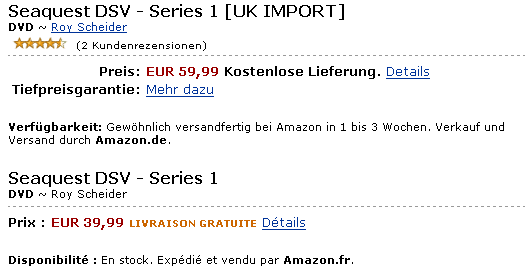 Seaquest DSV - Series 1 [UK IMPORT]
DVD ~ Roy Scheider
(2 Kundenrezensionen)
Preis: EUR 59,99 Kostenlose Lieferung. Details
Tiefpreisgarantie: Mehr dazu
Verfügbarkeit: Gewöhnlich versandfertig bei Amazon in 1 bis 3 Wochen. Verkauf und
Versand durch Amazon.de.
Seaquest DSV - Series 1
DVD ~ Roy Scheider
Prix : EUR 39,99 LIVRAISON GRATUITE Détails
Disponibilité : En stock. Expédié et vendu par Amazon.fr.